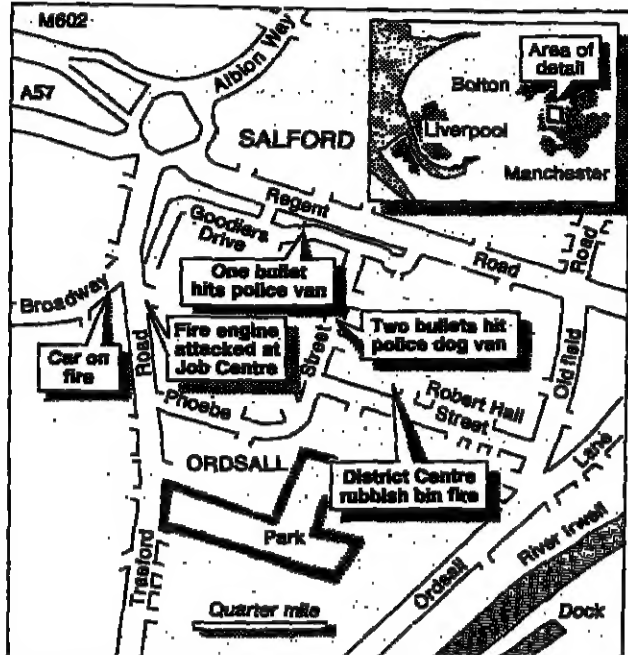 M602
Albion Way
A57
SALFORD
Area of
detail
Bolton
Liverpool
Manchester
Regent
Road
Goodiers
Drive
Road
One bullet
hits police van
Broadway
Car on
fire
Road
Fire engine
attacked at
Job Centre
Street
Two bullets hit
police dog van
Oldfield
Phoebe
Robert Hall
Street
ORDSALL
District Centre
rubbish bin fire
Lane
Park
Trafford
Ordsall
River Irwell
Quarter mile
Dock